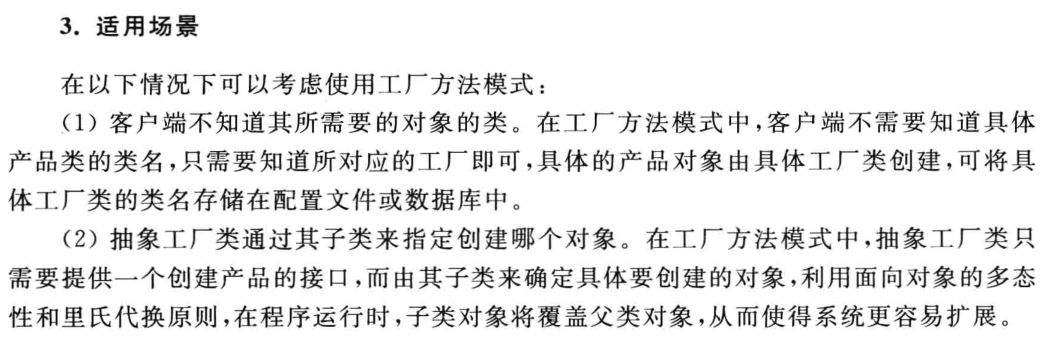 3. 适用场景
在以下情况下可以考虑使用工厂方法模式：
（1）客户端不知道其所需要的对象的类。在工厂方法模式中，客户端不需要知道具体
产品类的类名，只需要知道所对应的工厂即可，具体的产品对象由具体工厂类创建，可将具
体工厂类的类名存储在配置文件或数据库中。
（2）抽象工厂类通过其子类来指定创建哪个对象。在工厂方法模式中，抽象工厂类只
需要提供一个创建产品的接口，而由其子类来确定具体要创建的对象，利用面向对象的多态
性和里氏代换原则，在程序运行时，子类对象将覆盖父类对象，从而使得系统更容易扩展。